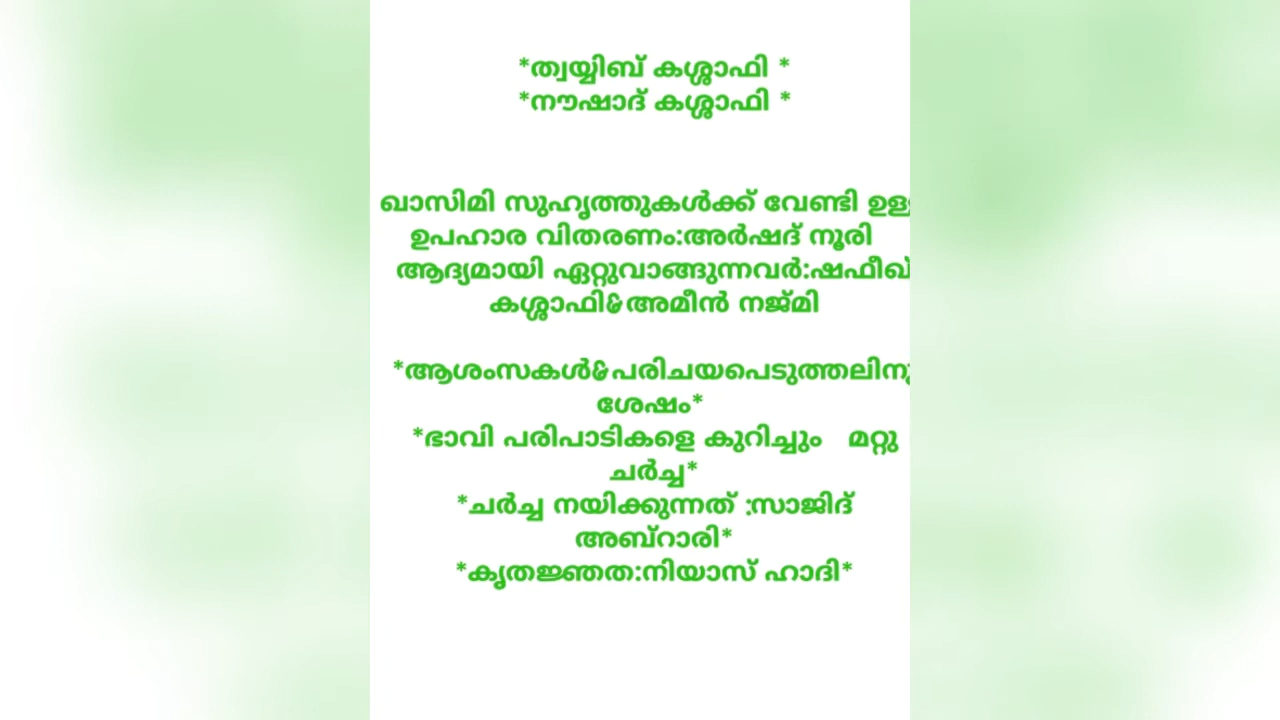 *ത്വയ്യിബ് കശ്ശാഫി *
*നൗഷാദ് കശ്ശാഫി *
ഖാസിമി സുഹൃത്തുകൾക്ക് വേണ്ടി
ഉപഹാര വിതരണം:അർഷദ് നൂരി
ആദ്യമായി ഏറ്റുവാങ്ങുന്നവർ:ഷഫീഖ്
കശ്ശാഫി&അമീൻ നജ്മി
*ആശംസകൾ&പരിചയപെടുത്തലിനു
ശേഷം*
*ഭാവി പരിപാടികളെ കുറിച്ചും മറ്റു
ചർച്ച*
*ചർച്ച നയിക്കുന്നത് :സാജിദ്
അബ്റാരി*
*കൃതജ്ഞത:നിയാസ് ഹാദി*